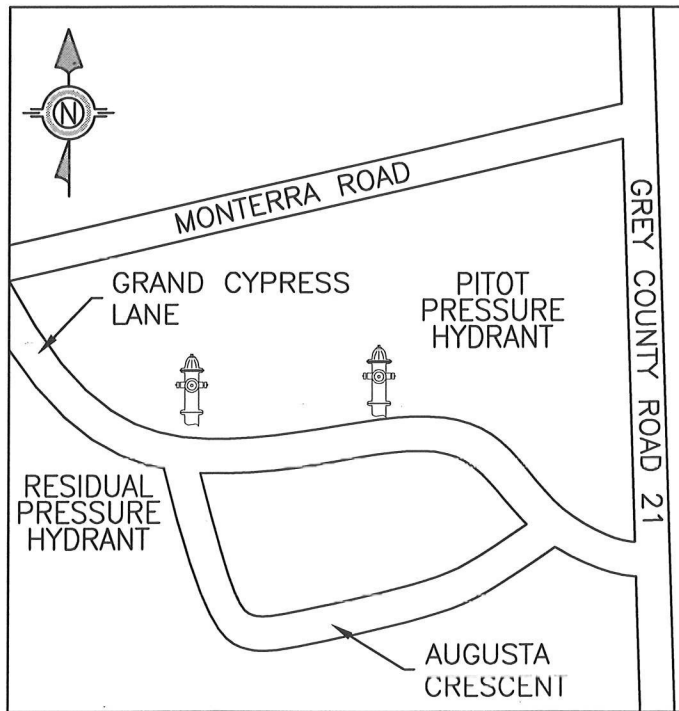 N
MONTERRA ROAD
GRAND CYPRESS
LANE
PITOT
PRESSURE
HYDRANT
GREY COUNTY ROAD 21
RESIDUAL
PRESSURE
HYDRANT
AUGUSTA
CRESCENT